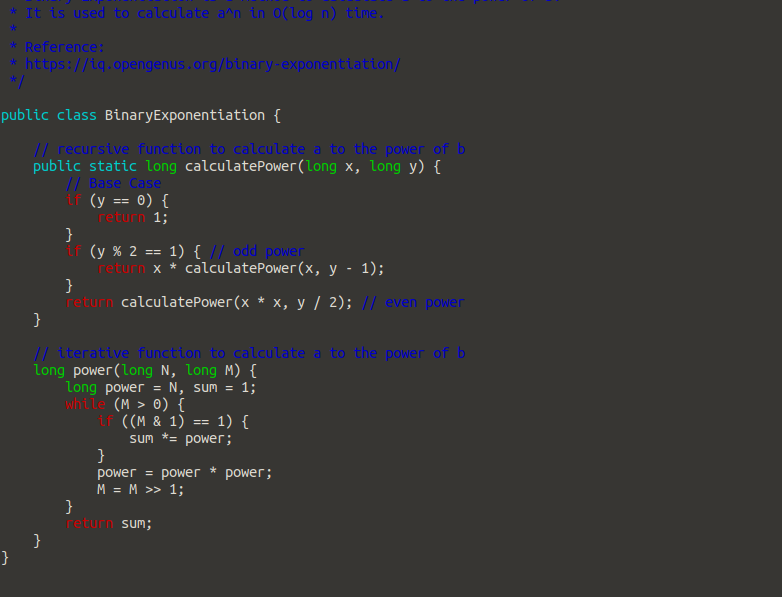 * It is used to calculate a^n in O(log n) time.
*
* Reference:
* https://iq.opengenus.org/binary-exponentiation/
*/
public class BinaryExponentiation {
// recursive function to calculate a to the power of b
public static long calculatePower(long x, long y) {
// Base Case
if (y == 0) {
return 1;
}
if (y % 2 == 1) { // odd power
return x * calculatePower(x, y - 1);
}
return calculatePower(x * x, y / 2); // even power
}
// iterative function to calculate a to the power of b
long power(long N, long M) {
long power = N, sum = 1;
while (M > 0) {
if ((M & 1) == 1) {
sum *= power;
}
power = power * power;
M = M >> 1;
}
return sum;
}
}